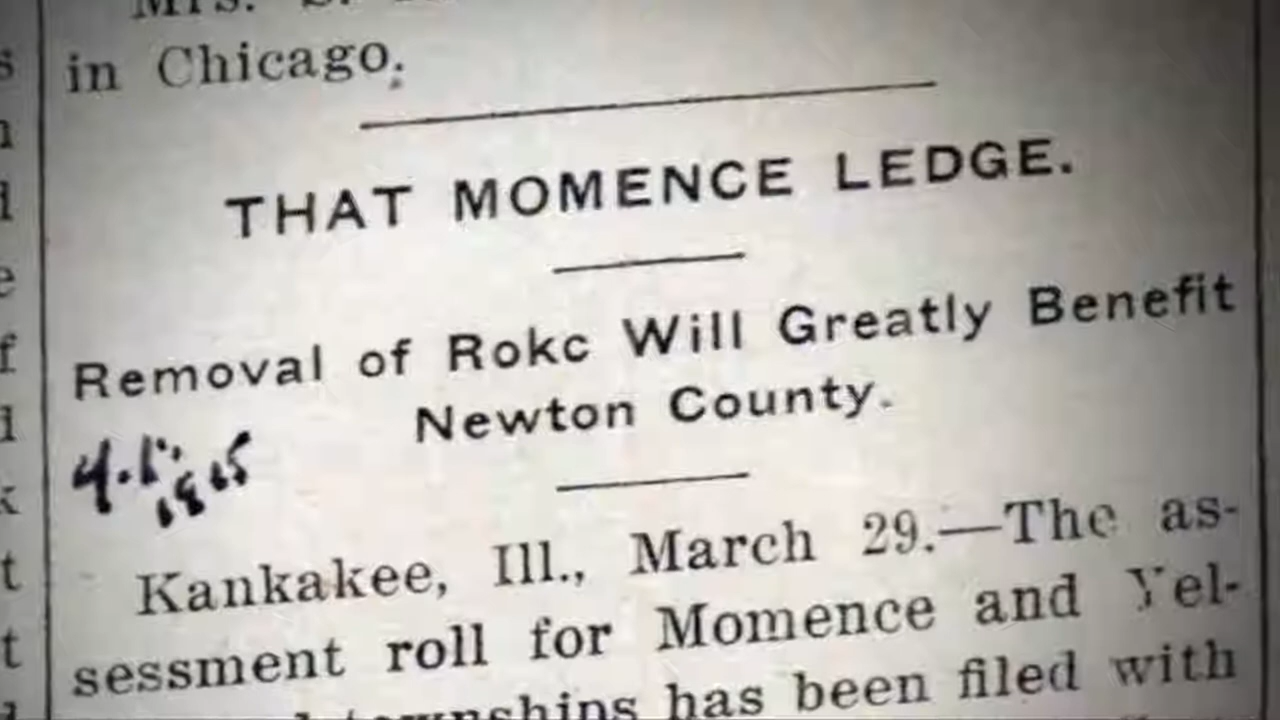 in Chicago.
THAT MOMENCE LEDGE.
Removal of Rokc Will Greatly Benefit
Newton County.
Kankakee, Ill., March 29.—The as-
sessment roll for Momence and Yel-
has been filed with